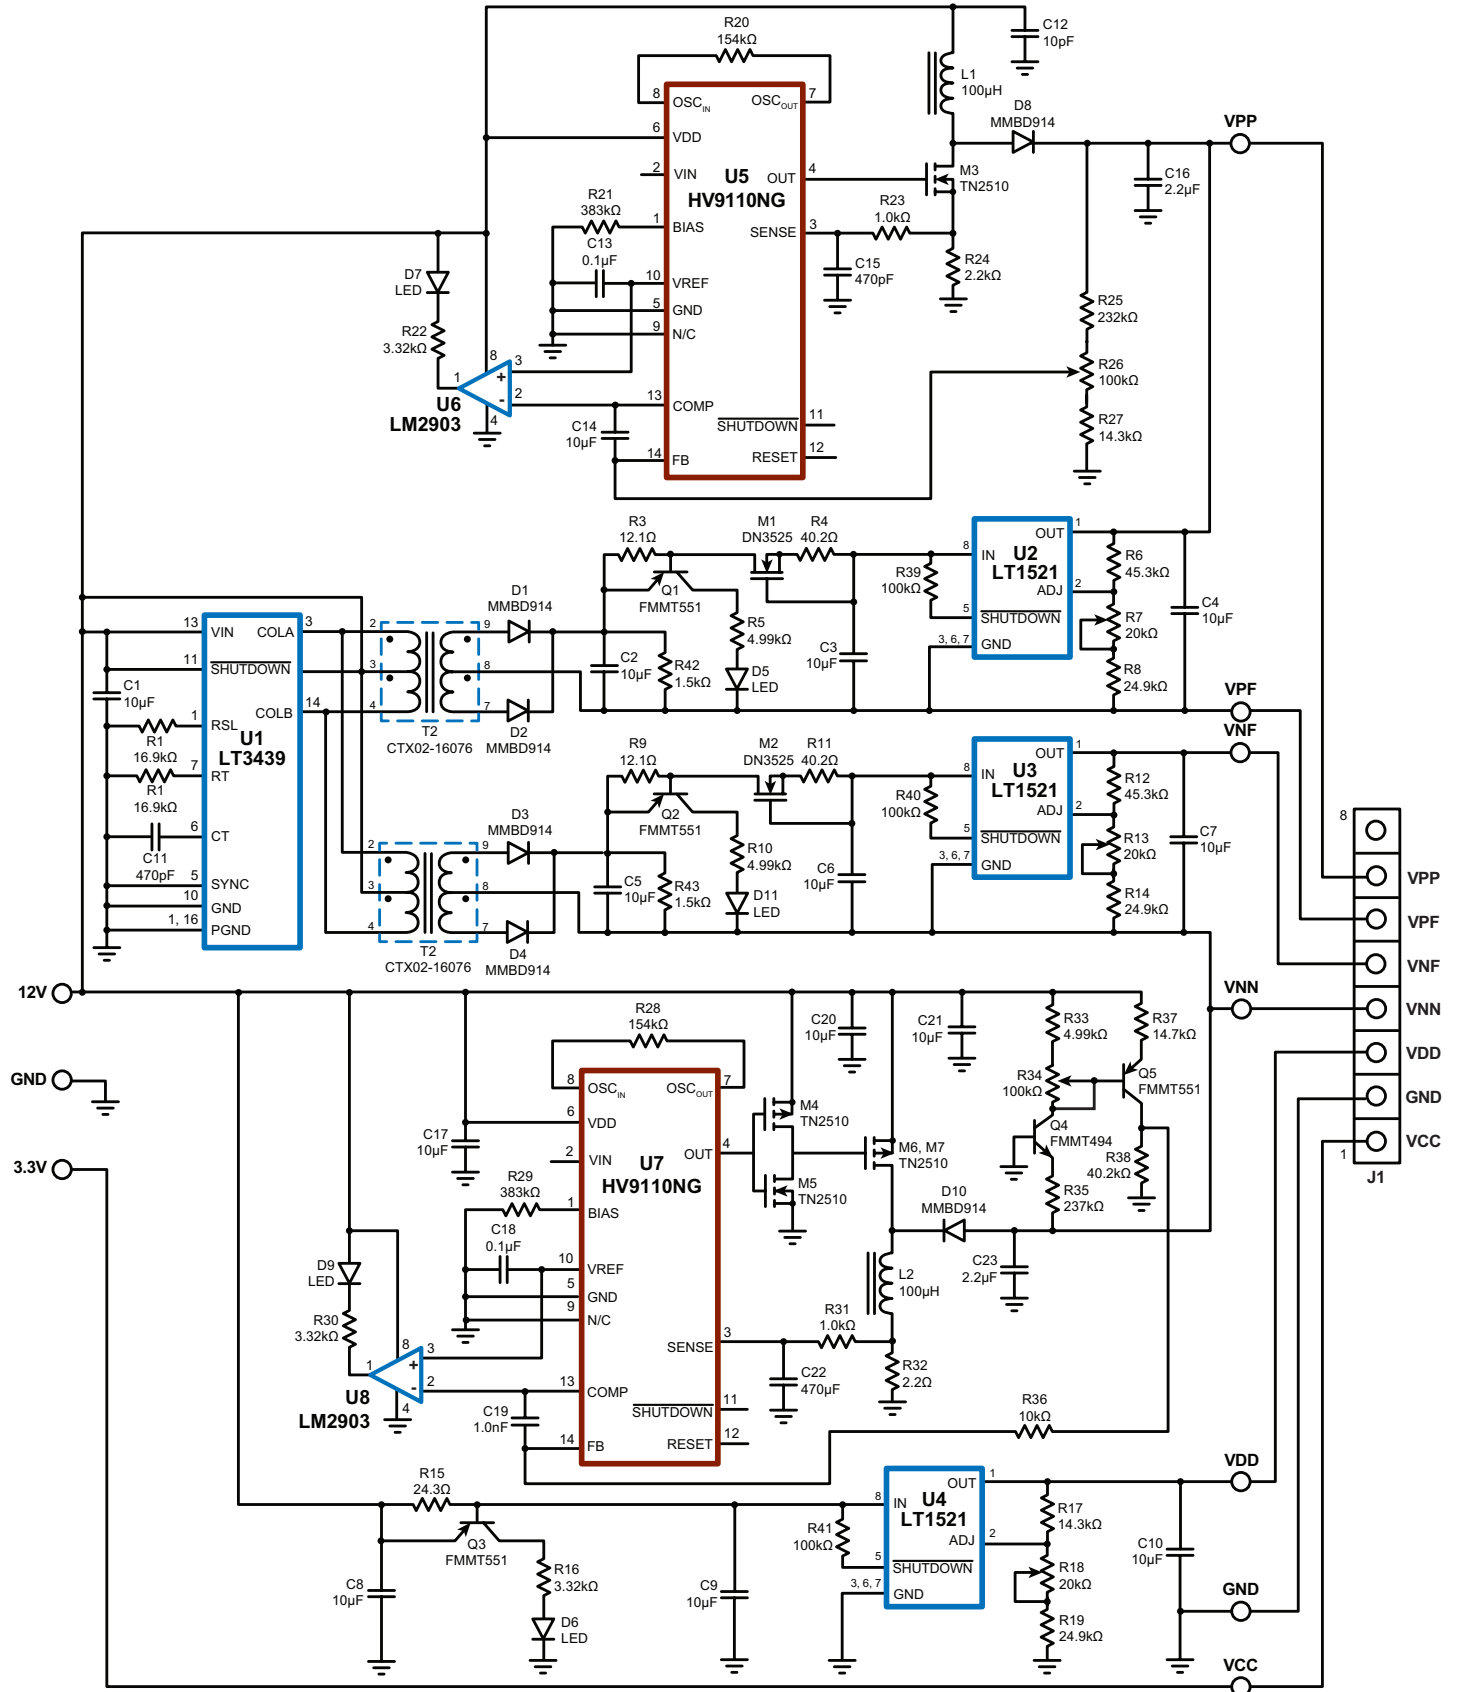 R20
154kΩ
C12
10pF
L1
100µH
D8
MMBD914
VPP
8
OSCIN
OSCOUT
7
6
VDD
2
VIN
U5
HV9110NG
OUT
4
M3
TN2510
C16
2.2µF
R21
383kΩ
1
BIAS
SENSE
3
R23
1.0kΩ
C13
0.1µF
10
VREF
5
GND
9
N/C
C15
470pF
R24
2.2kΩ
D7
LED
R22
3.32kΩ
R25
232kΩ
R26
100kΩ
R27
14.3kΩ
8
3
+
1
-
2
4
U6
LM2903
13
COMP
SHUTDOWN
11
C14
10µF
14
FB
RESET
12
R3
12.1Ω
M1
DN3525
R4
40.2Ω
Q1
FMMT551
R39
100kΩ
8
IN
OUT
1
U2
LT1521
ADJ
2
5
SHUTDOWN
3, 6, 7
GND
R6
45.3kΩ
R7
20kΩ
R8
24.9kΩ
C4
10µF
D1
MMBD914
R5
4.99kΩ
D5
LED
C2
10µF
R42
1.5kΩ
C3
10µF
13
VIN
COLA
3
11
SHUTDOWN
COLB
14
C1
10µF
1
RSL
R1
16.9kΩ
U1
LT3439
7
RT
R1
16.9kΩ
6
CT
C11
470pF
5
SYNC
10
GND
1, 16
PGND
2
3
4
9
8
7
T2
CTX02-16076
D2
MMBD914
VPF
VNF
R9
12.1Ω
M2
DN3525
R11
40.2Ω
Q2
FMMT551
R40
100kΩ
8
IN
OUT
1
U3
LT1521
ADJ
2
5
SHUTDOWN
3, 6, 7
GND
R12
45.3kΩ
R13
20kΩ
R14
24.9kΩ
C7
10µF
D3
MMBD914
R10
4.99kΩ
D11
LED
C5
10µF
R43
1.5kΩ
C6
10µF
2
3
4
9
8
7
T2
CTX02-16076
D4
MMBD914
8
VPP
VPF
VNF
VNN
VDD
GND
VCC
1
J1
12V
GND
3.3V
VNN
R28
154kΩ
C20
10µF
C21
10µF
R33
4.99kΩ
R37
14.7kΩ
R34
100kΩ
Q5
FMMT551
Q4
FMMT494
R38
40.2kΩ
R35
237kΩ
8
OSCIN
OSCOUT
7
6
VDD
2
VIN
U7
HV9110NG
OUT
4
C17
10µF
M4
TN2510
M5
TN2510
M6, M7
TN2510
R29
383kΩ
1
BIAS
C18
0.1µF
10
VREF
5
GND
9
N/C
D10
MMBD914
L2
100µH
C23
2.2µF
D9
LED
R30
3.32kΩ
SENSE
3
R31
1.0kΩ
C22
470µF
R32
2.2Ω
8
3
+
1
-
2
4
U8
LM2903
13
COMP
SHUTDOWN
11
C19
1.0nF
14
FB
RESET
12
R36
10kΩ
R15
24.3Ω
Q3
FMMT551
R16
3.32kΩ
D6
LED
C8
10µF
C9
10µF
R41
100kΩ
8
IN
OUT
1
U4
LT1521
ADJ
2
5
SHUTDOWN
3, 6, 7
GND
R17
14.3kΩ
R18
20kΩ
R19
24.9kΩ
C10
10µF
VDD
GND
VCC